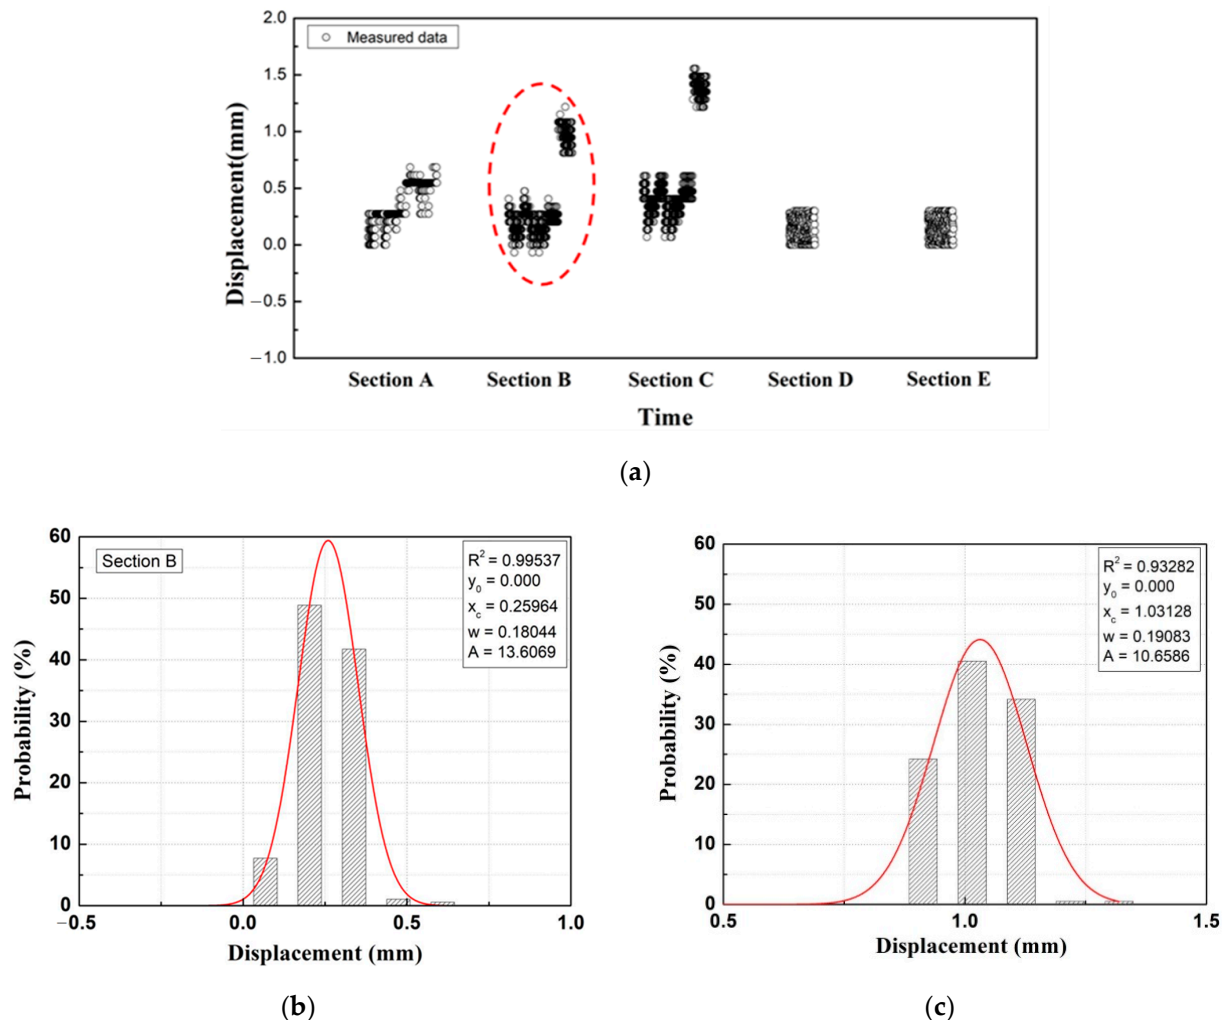 2.0
Measured data
1.5
1.0
0.5
0.0
−0.5
−1.0
Displacement(mm)
Section A Section B Section C Section D Section E
Time
(a)
60
50
40
30
20
10
0
Probability (%)
Section B
R² = 0.99537
y₀ = 0.000
x_c = 0.25964
w = 0.18044
A = 13.6069
−0.5 0.0 0.5 1.0
Displacement (mm)
(b)
60
50
40
30
20
10
0
Probability (%)
R² = 0.93282
y₀ = 0.000
x_c = 1.03128
w = 0.19083
A = 10.6586
0.5 1.0 1.5
Displacement (mm)
(c)